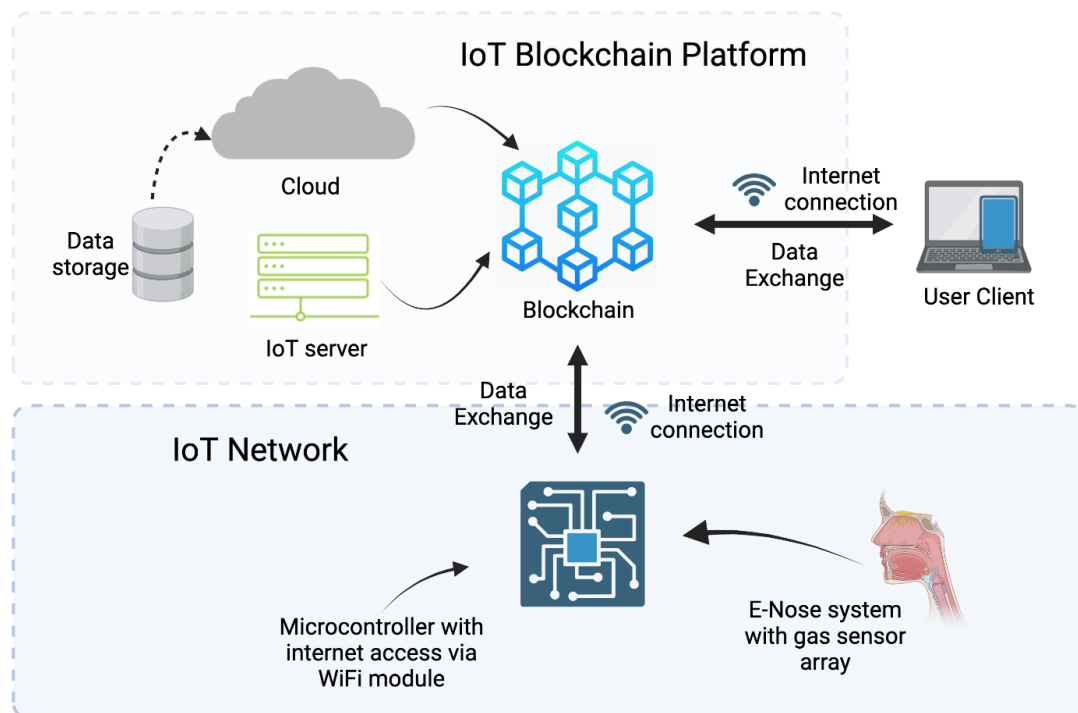 IoT Blockchain Platform
Cloud
Data
storage
IoT server
Blockchain
Internet
connection
Data
Exchange
User Client
Data
Exchange
Internet
connection
IoT Network
Microcontroller with
internet access via
WiFi module
E-Nose system
with gas sensor
array